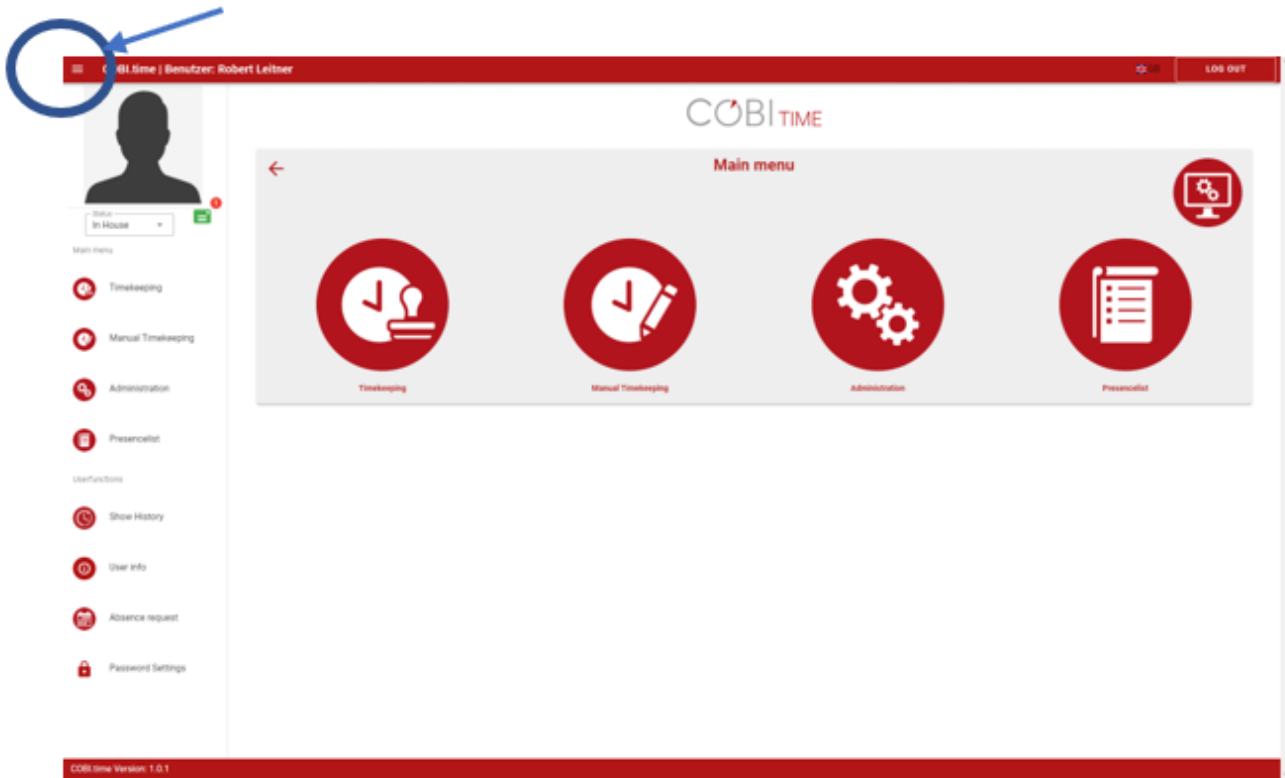 COBI.time | Benutzer: Robert Leitner
GB
LOG OUT
COBI TIME
Main menu
1
Status
In House
Main menu
Timekeeping
Manual Timekeeping
Administration
Presencelist
Timekeeping
Manual Timekeeping
Administration
Presencelist
Userfunctions
Show History
User Info
Absence request
Password Settings
COBI.time Version: 1.0.1